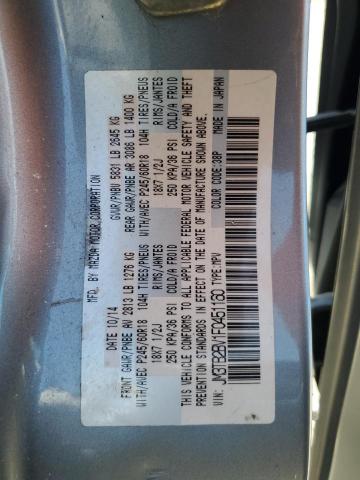 MFD BY MAZDA MOTOR CORPORATION
DATE 10/14 GVWR/PNBV 5831 LB 2645 KG
FRONT GAWR/PNBE AV 2813 LB 1276 KG REAR GAWR/PNBE AR 3086 LB 1400 KG
WITH/AVEC P245/60R18 104H TIRES/PNEUS WITH/AVEC P245/60R18 104H TIRES/PNEUS
18X7 1/2J RIMS/JANTES 18X7 1/2J RIMS/JANTES
250 KPA/36 PSI COLD/A FROID 250 KPA/36 PSI COLD/A FROID
THIS VEHICLE CONFORMS TO ALL APPLICABLE FEDERAL MOTOR VEHICLE SAFETY AND THEFT
PREVENTION STANDARDS IN EFFECT ON THE DATE OF MANUFACTURE SHOWN ABOVE.
JM3TB2BV1F0451160 MADE IN JAPAN
VIN: TYPE:MPV COLOR CODE:38P